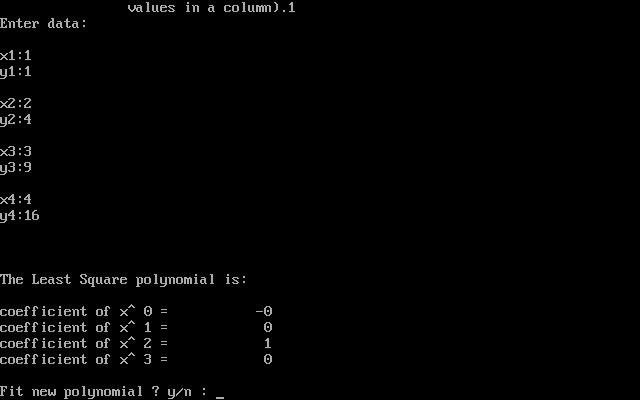 values in a column).1
Enter data:
x1:1
y1:1
x2:2
y2:4
x3:3
y3:9
x4:4
y4:16
The Least Square polynomial is:
coefficient of x^ 0 = -0
coefficient of x^ 1 = 0
coefficient of x^ 2 = 1
coefficient of x^ 3 = 0
Fit new polynomial ? y/n : _